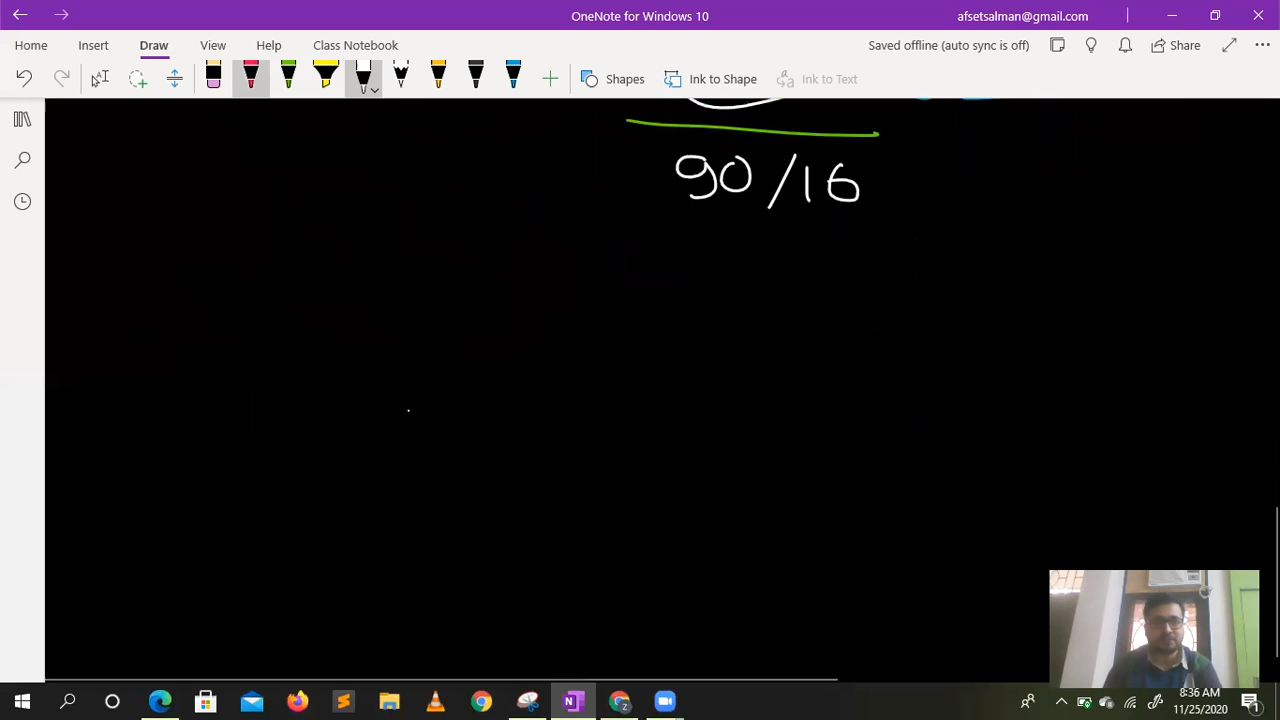 OneNote for Windows 10
afsetsalman@gmail.com
Home Insert Draw View Help Class Notebook
Saved offline (auto sync is off) Share
Shapes Ink to Shape Ink to Text
90/16
8:36 AM
11/25/2020